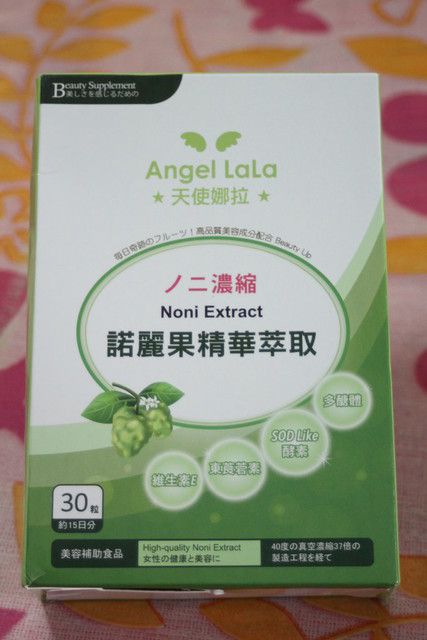 Beauty Supplement
美しさを感じるための
Angel LaLa
★ 天使娜拉 ★
毎日奇跡のフルーツ！高品質美容成分配合 Beauty Up
ノニ濃縮
Noni Extract
諾麗果精華萃取
多醣體
SOD Like
酵素
東莨菪素
維生素E
30粒
約15日分
美容補助食品
High-quality Noni Extract
女性の健康と美容に
40度の真空濃縮37倍の
製造工程を経て